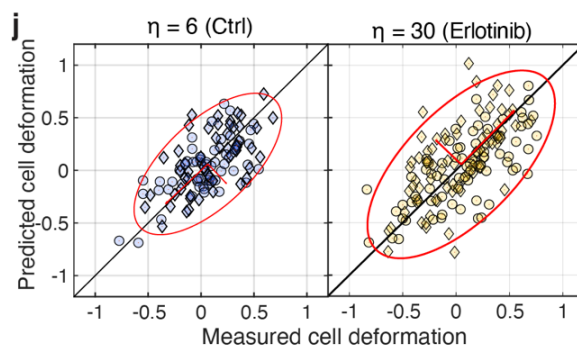 j
η = 6 (Ctrl)
η = 30 (Erlotinib)
Predicted cell deformation
1
0.5
0
-0.5
-1
-1 -0.5 0 0.5 1
-1 -0.5 0 0.5 1
Measured cell deformation